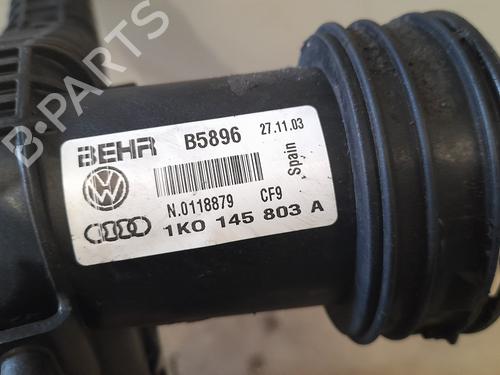 BEHR B5896 27.11.03
Spain
N.0118879 CF9
1K0 145 803 A
B-PARTS